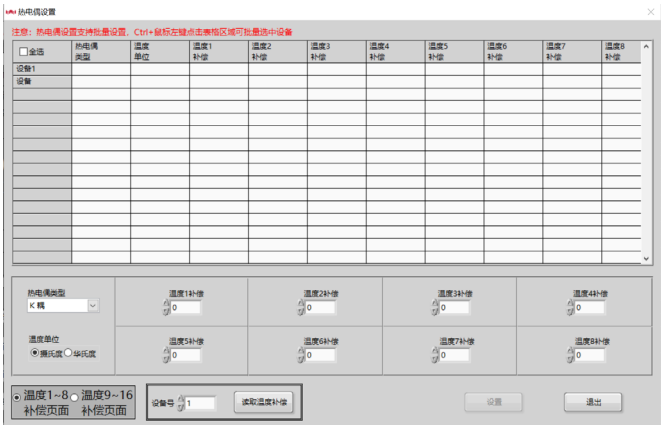 热电偶设置
注意：热电偶设置支持批量设置，Ctrl+鼠标左键点击表格区域可批量选中设备
全选 热电偶类型 温度单位 温度1补偿 温度2补偿 温度3补偿 温度4补偿 温度5补偿 温度6补偿 温度7补偿 温度8补偿
设备1
设备
热电偶类型 温度1补偿 温度2补偿 温度3补偿 温度4补偿
K 耦 0 0 0 0
温度单位 温度5补偿 温度6补偿 温度7补偿 温度8补偿
摄氏度 华氏度 0 0 0 0
温度1~8 温度9~16
补偿页面 补偿页面
设备号 1 读取温度补偿 设置 退出